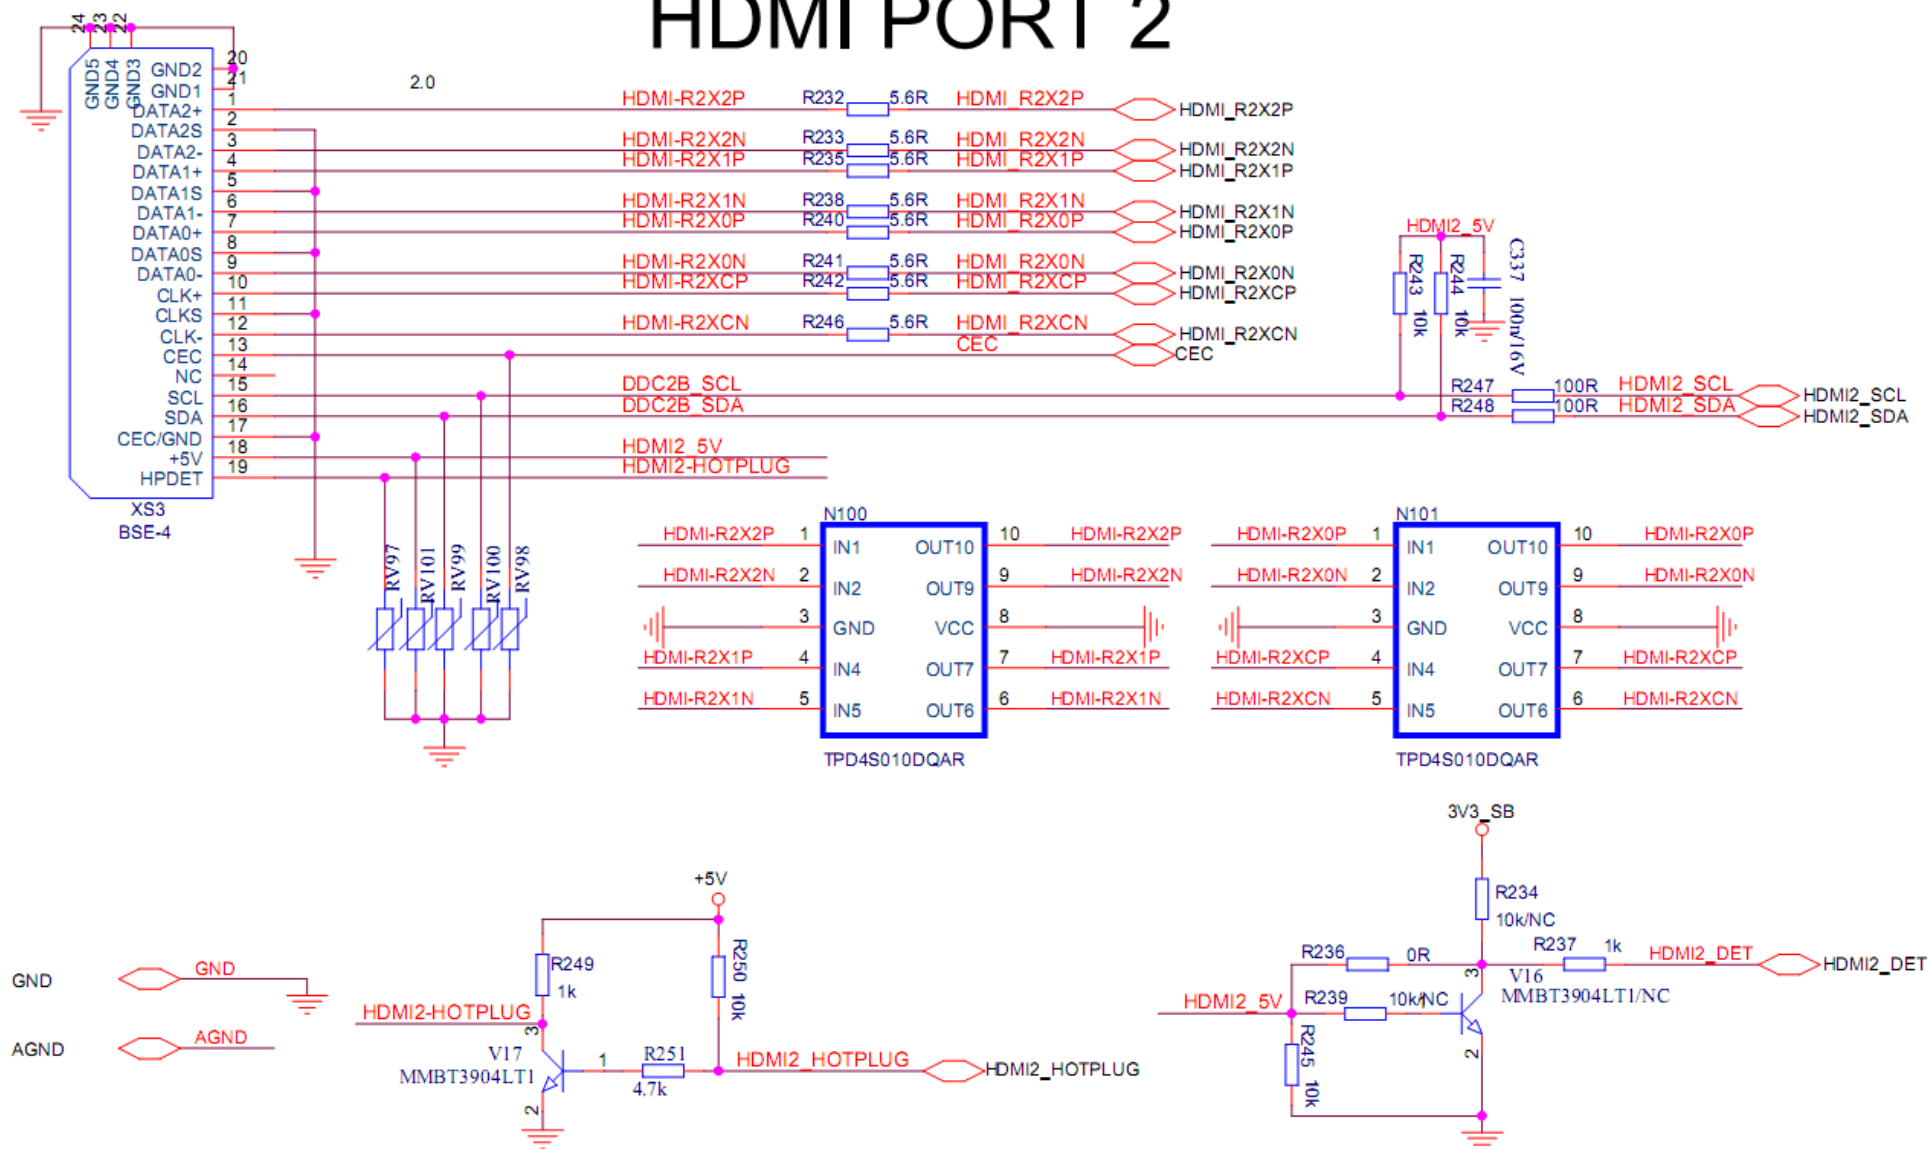 HDMI PORT 2
24 23 22
GND5 GND4 GND3
GND2 20
GND1 21
2.0
DATA2+ 1 HDMI-R2X2P R232 5.6R HDMI_R2X2P HDMI_R2X2P
DATA2S 2
DATA2- 3 HDMI-R2X2N R233 5.6R HDMI_R2X2N HDMI_R2X2N
DATA1+ 4 HDMI-R2X1P R235 5.6R HDMI_R2X1P HDMI_R2X1P
DATA1S 5
DATA1- 6 HDMI-R2X1N R238 5.6R HDMI_R2X1N HDMI_R2X1N
DATA0+ 7 HDMI-R2X0P R240 5.6R HDMI_R2X0P HDMI_R2X0P
DATA0S 8
DATA0- 9 HDMI-R2X0N R241 5.6R HDMI_R2X0N HDMI_R2X0N
CLK+ 10 HDMI-R2XCP R242 5.6R HDMI_R2XCP HDMI_R2XCP
CLKS 11
CLK- 12 HDMI-R2XCN R246 5.6R HDMI_R2XCN HDMI_R2XCN
CEC 13 CEC CEC
NC 14
HDMI2_5V
R243 10k
R244 10k
C337 100n/16V
SCL 15 DDC2B_SCL R247 100R HDMI2_SCL HDMI2_SCL
SDA 16 DDC2B_SDA R248 100R HDMI2_SDA HDMI2_SDA
CEC/GND 17
+5V 18 HDMI2_5V
HPDET 19 HDMI2-HOTPLUG
XS3
BSE-4
RV97 RV101 RV99 RV100 RV98
N100
HDMI-R2X2P 1 IN1 OUT10 10 HDMI-R2X2P
HDMI-R2X2N 2 IN2 OUT9 9 HDMI-R2X2N
3 GND VCC 8
HDMI-R2X1P 4 IN4 OUT7 7 HDMI-R2X1P
HDMI-R2X1N 5 IN5 OUT6 6 HDMI-R2X1N
TPD4S010DQAR
N101
HDMI-R2X0P 1 IN1 OUT10 10 HDMI-R2X0P
HDMI-R2X0N 2 IN2 OUT9 9 HDMI-R2X0N
3 GND VCC 8
HDMI-R2XCP 4 IN4 OUT7 7 HDMI-R2XCP
HDMI-R2XCN 5 IN5 OUT6 6 HDMI-R2XCN
TPD4S010DQAR
GND GND
AGND AGND
+5V
R249
1k
R250 10k
HDMI2-HOTPLUG
3
V17
MMBT3904LT1
1
R251
4.7k
HDMI2_HOTPLUG HDMI2_HOTPLUG
2
3V3_SB
R234
10k/NC
R236 0R
R237 1k
HDMI2_DET HDMI2_DET
3
V16
MMBT3904LT1/NC
HDMI2_5V R239 10k/NC
1
R245 10k
2